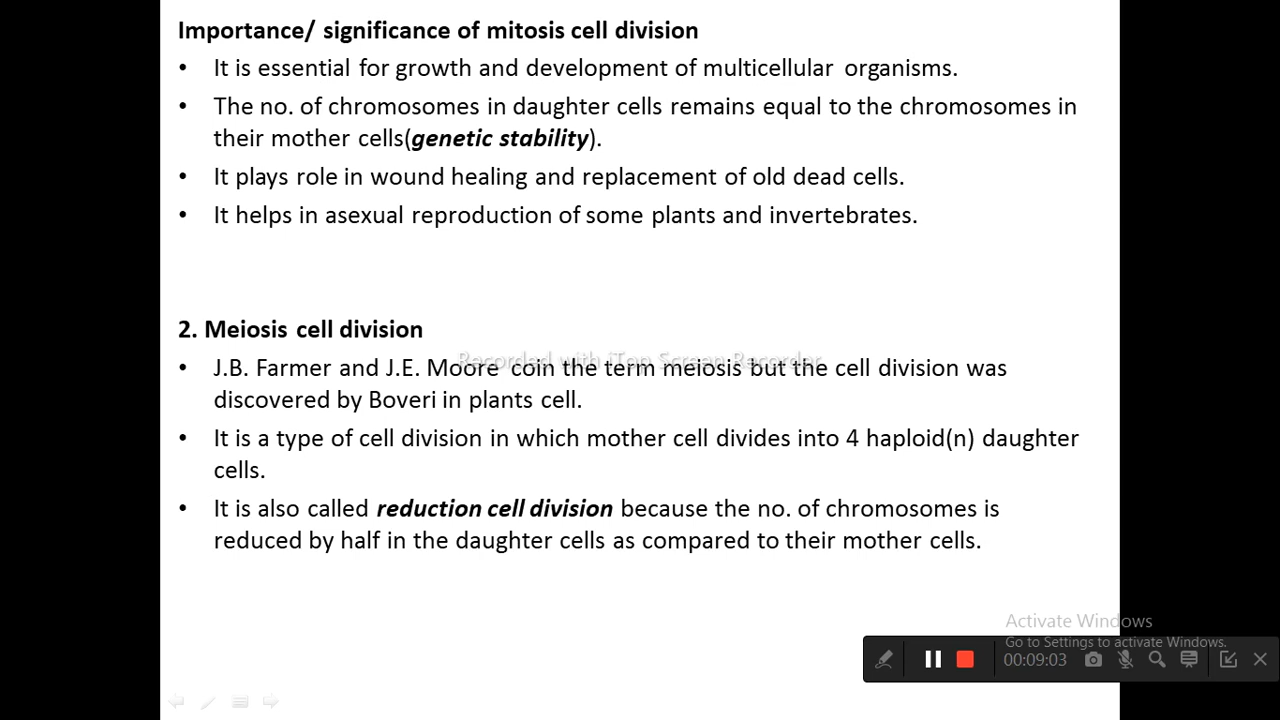 Importance/ significance of mitosis cell division
• It is essential for growth and development of multicellular organisms.
• The no. of chromosomes in daughter cells remains equal to the chromosomes in
their mother cells(genetic stability).
• It plays role in wound healing and replacement of old dead cells.
• It helps in asexual reproduction of some plants and invertebrates.
2. Meiosis cell division
Recorded with iTop Screen Recorder
• J.B. Farmer and J.E. Moore coin the term meiosis but the cell division was
discovered by Boveri in plants cell.
• It is a type of cell division in which mother cell divides into 4 haploid(n) daughter
cells.
• It is also called reduction cell division because the no. of chromosomes is
reduced by half in the daughter cells as compared to their mother cells.
Activate Windows
Go to Settings to activate Windows.
00:09:03